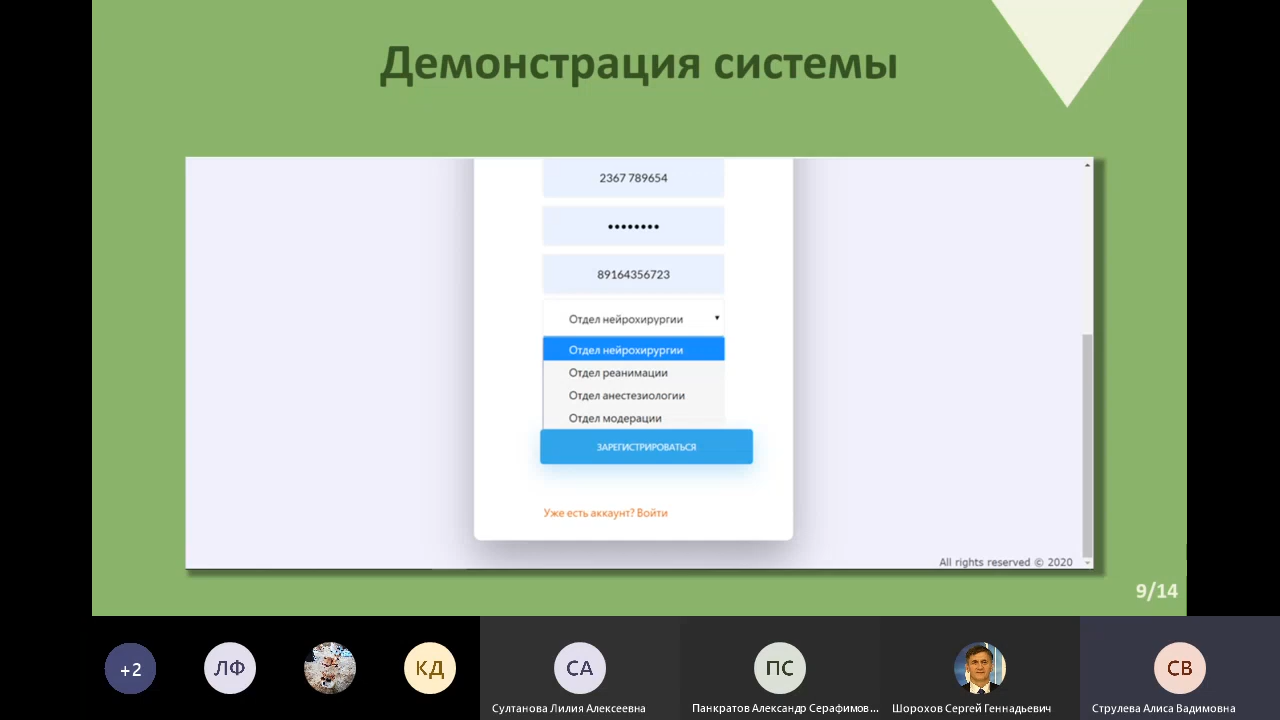 Демонстрация системы
2367 789654
••••••••
89164356723
Отдел нейрохирургии
Отдел нейрохирургии
Отдел реанимации
Отдел анестезиологии
Отдел модерации
ЗАРЕГИСТРИРОВАТЬСЯ
Уже есть аккаунт? Войти
All rights reserved © 2020
9/14
+2
ЛФ
КД
СА
ПС
СВ
Султанова Лилия Алексеевна
Панкратов Александр Серафимов...
Шорохов Сергей Геннадьевич
Струлева Алиса Вадимовна